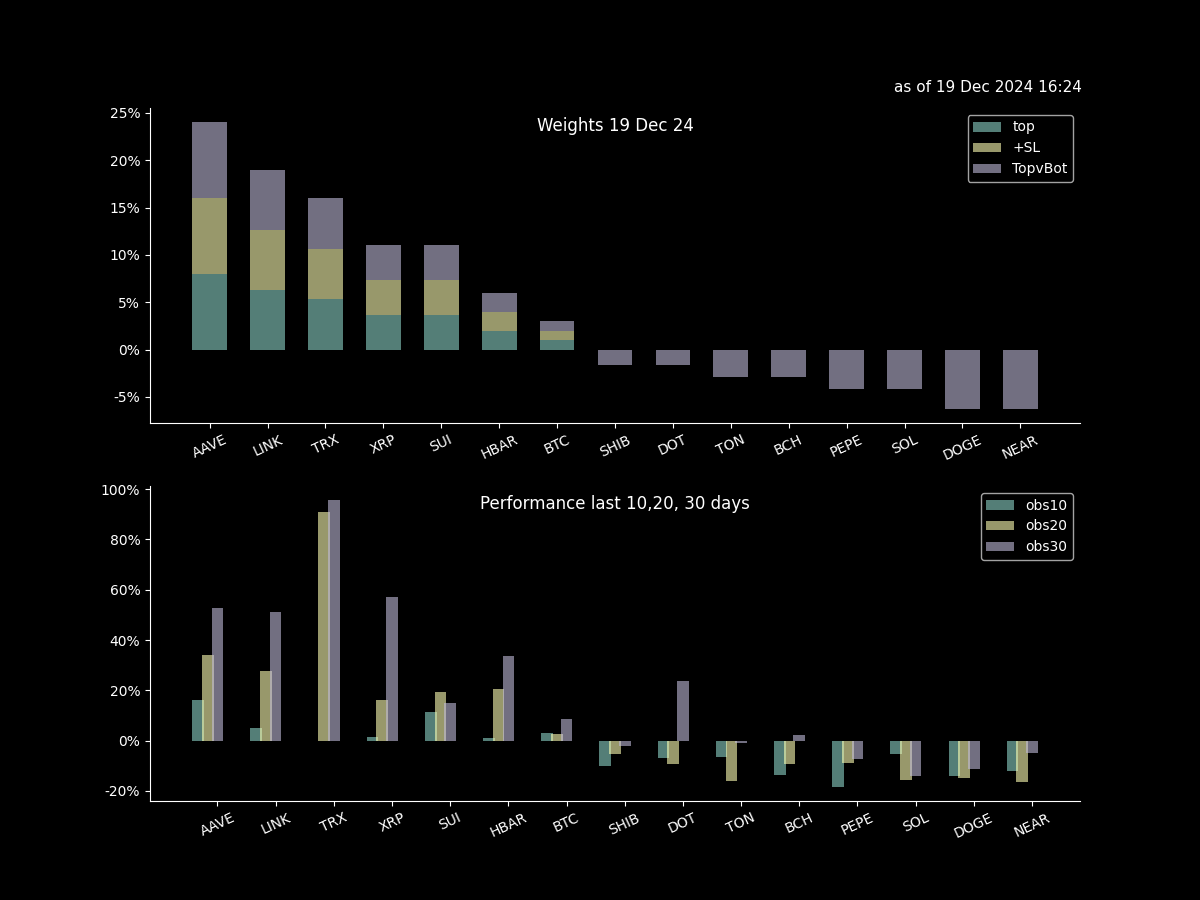 as of 19 Dec 2024 16:24
Weights 19 Dec 24
top
+SL
TopvBot
25%
20%
15%
10%
5%
0%
-5%
AAVE LINK TRX XRP SUI HBAR BTC SHIB DOT TON BCH PEPE SOL DOGE NEAR
Performance last 10,20, 30 days
obs10
obs20
obs30
100%
80%
60%
40%
20%
0%
-20%
AAVE LINK TRX XRP SUI HBAR BTC SHIB DOT TON BCH PEPE SOL DOGE NEAR